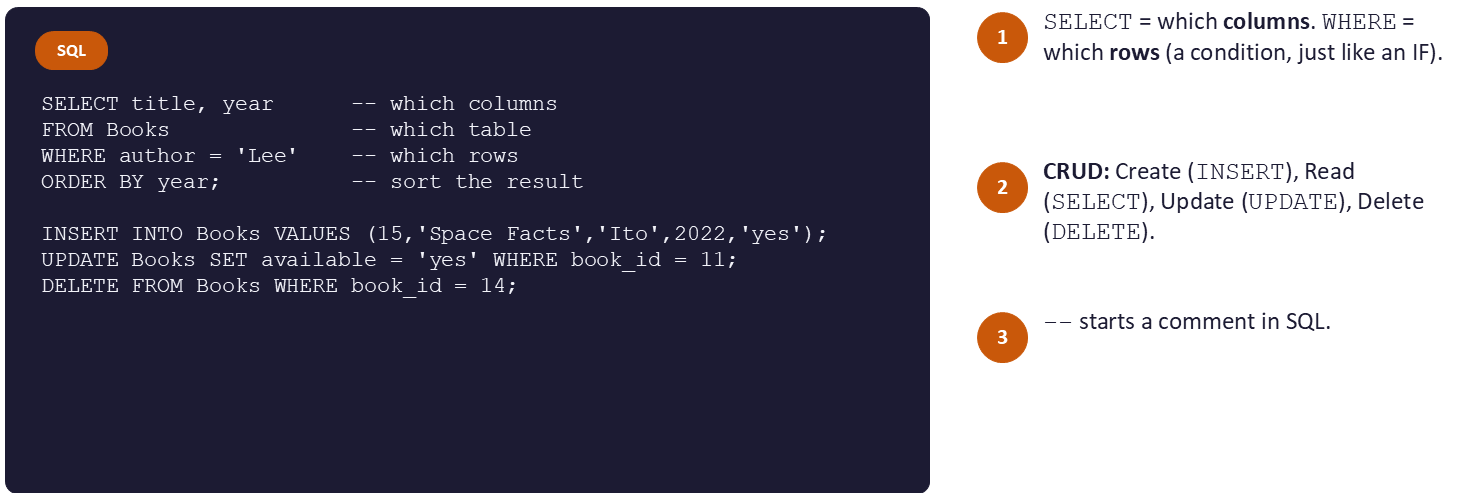 SQL
SELECT title, year      -- which columns
FROM Books              -- which table
WHERE author = 'Lee'    -- which rows
ORDER BY year;          -- sort the result
INSERT INTO Books VALUES (15,'Space Facts','Ito',2022,'yes');
UPDATE Books SET available = 'yes' WHERE book_id = 11;
DELETE FROM Books WHERE book_id = 14;
1
SELECT = which columns. WHERE =
which rows (a condition, just like an IF).
2
CRUD: Create (INSERT), Read
(SELECT), Update (UPDATE), Delete
(DELETE).
3
-- starts a comment in SQL.